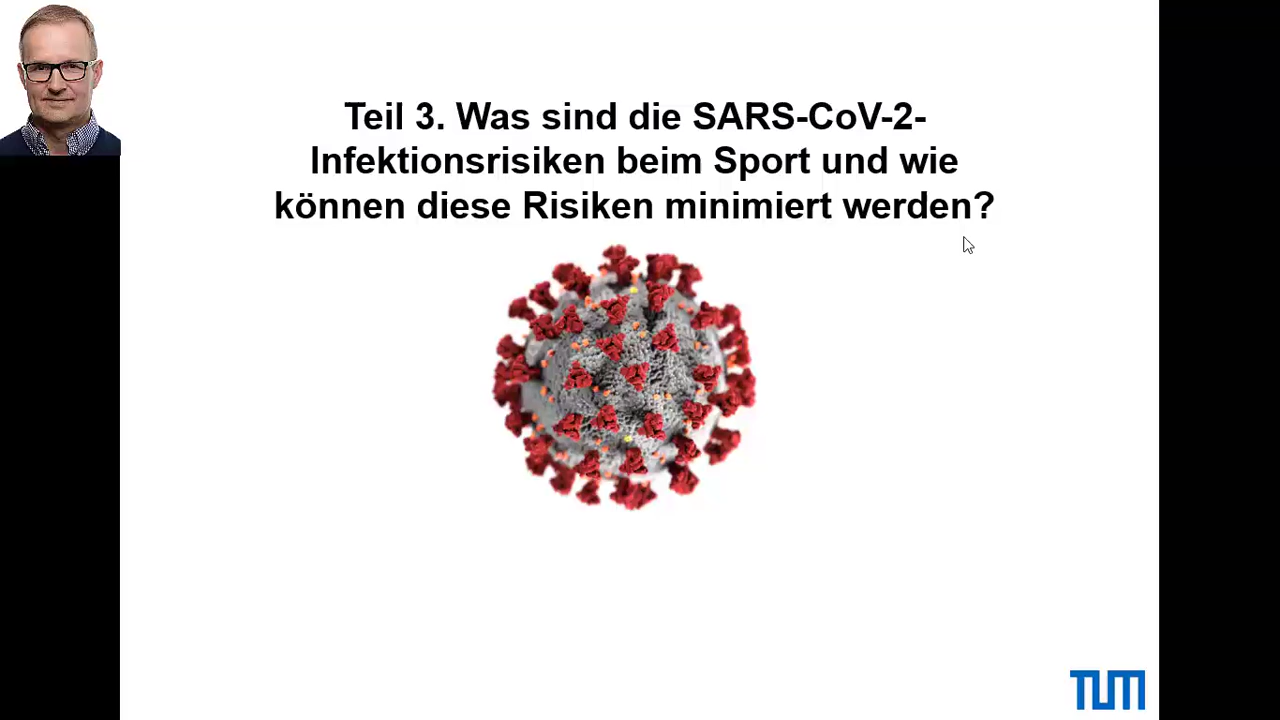 Teil 3. Was sind die SARS-CoV-2-
Infektionsrisiken beim Sport und wie
können diese Risiken minimiert werden?
TUM